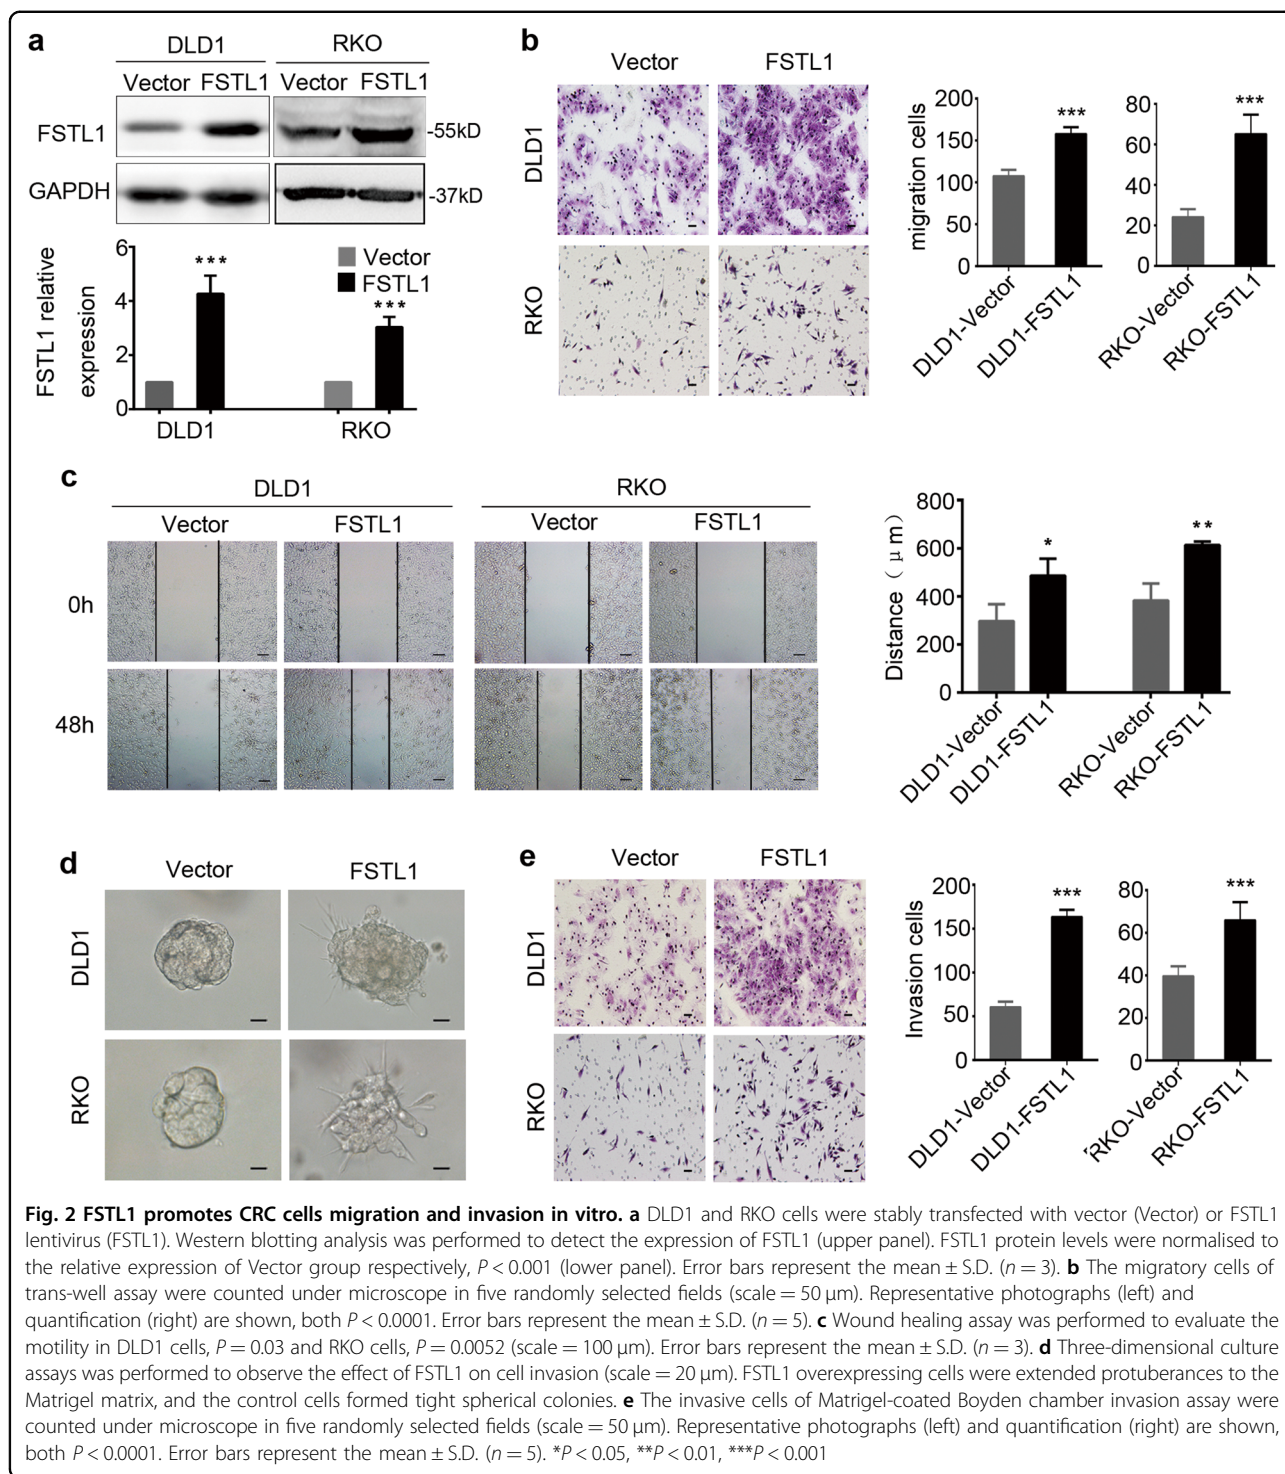 a
DLD1
RKO
Vector FSTL1
Vector FSTL1
FSTL1
-55kD
GAPDH
-37kD
FSTL1 relative
expression
6
4
2
0
***
***
Vector
FSTL1
DLD1
RKO
b
Vector
FSTL1
DLD1
RKO
migration cells
200
150
100
50
0
***
DLD1-Vector
DLD1-FSTL1
80
60
40
20
0
***
RKO-Vector
RKO-FSTL1
c
DLD1
RKO
Vector
FSTL1
Vector
FSTL1
0h
48h
Distance ( μm)
800
600
400
200
0
*
**
DLD1-Vector
DLD1-FSTL1
RKO-Vector
RKO-FSTL1
d
Vector
FSTL1
DLD1
RKO
e
Vector
FSTL1
DLD1
RKO
Invasion cells
200
150
100
50
0
***
DLD1-Vector
DLD1-FSTL1
80
60
40
20
0
***
RKO-Vector
RKO-FSTL1
Fig. 2 FSTL1 promotes CRC cells migration and invasion in vitro. a DLD1 and RKO cells were stably transfected with vector (Vector) or FSTL1
lentivirus (FSTL1). Western blotting analysis was performed to detect the expression of FSTL1 (upper panel). FSTL1 protein levels were normalised to
the relative expression of Vector group respectively, P < 0.001 (lower panel). Error bars represent the mean ± S.D. (n = 3). b The migratory cells of
trans-well assay were counted under microscope in five randomly selected fields (scale = 50 μm). Representative photographs (left) and
quantification (right) are shown, both P < 0.0001. Error bars represent the mean ± S.D. (n = 5). c Wound healing assay was performed to evaluate the
motility in DLD1 cells, P = 0.03 and RKO cells, P = 0.0052 (scale = 100 μm). Error bars represent the mean ± S.D. (n = 3). d Three-dimensional culture
assays was performed to observe the effect of FSTL1 on cell invasion (scale = 20 μm). FSTL1 overexpressing cells were extended protuberances to the
Matrigel matrix, and the control cells formed tight spherical colonies. e The invasive cells of Matrigel-coated Boyden chamber invasion assay were
counted under microscope in five randomly selected fields (scale = 50 μm). Representative photographs (left) and quantification (right) are shown,
both P < 0.0001. Error bars represent the mean ± S.D. (n = 5). *P < 0.05, **P < 0.01, ***P < 0.001